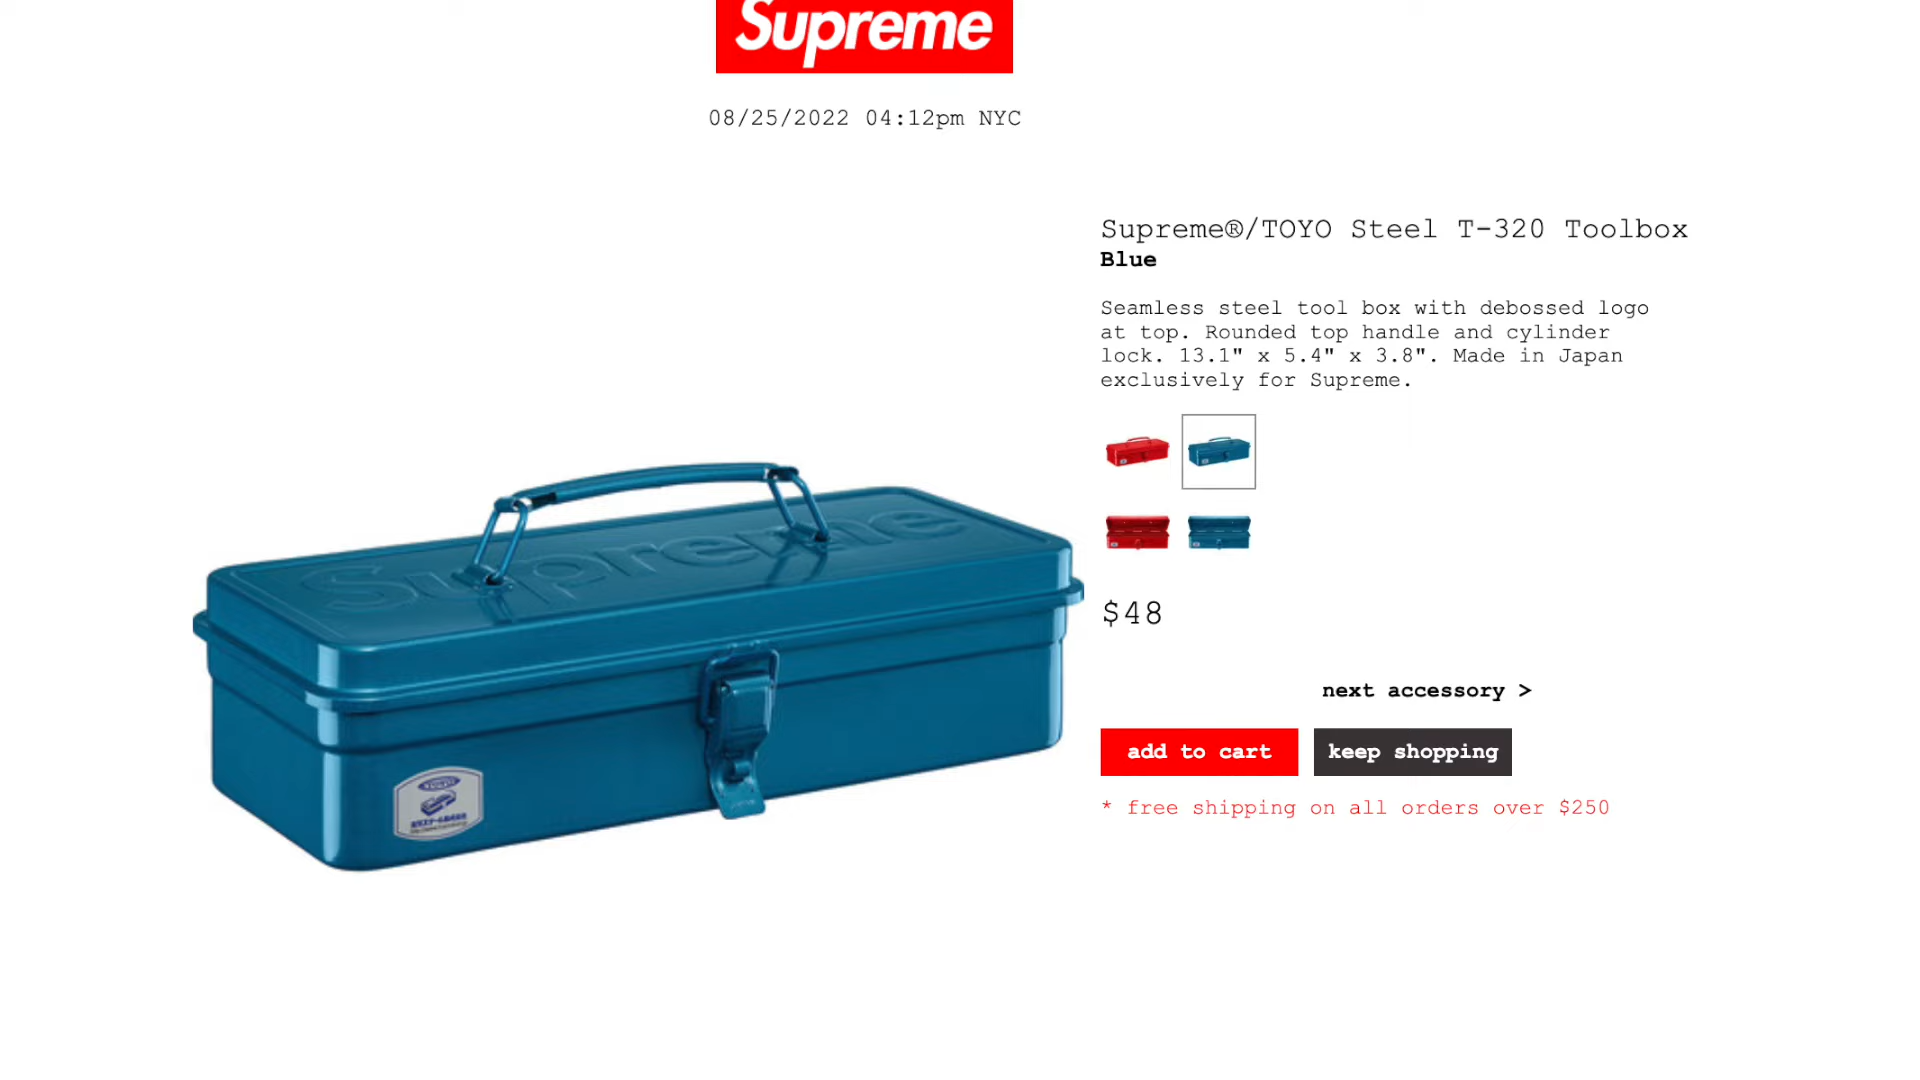 Supreme
08/25/2022 04:12pm NYC
Supreme®/TOYO Steel T-320 Toolbox
Blue
Seamless steel tool box with debossed logo
at top. Rounded top handle and cylinder
lock. 13.1" x 5.4" x 3.8". Made in Japan
exclusively for Supreme.
Supreme
$48
next accessory >
add to cart
keep shopping
* free shipping on all orders over $250